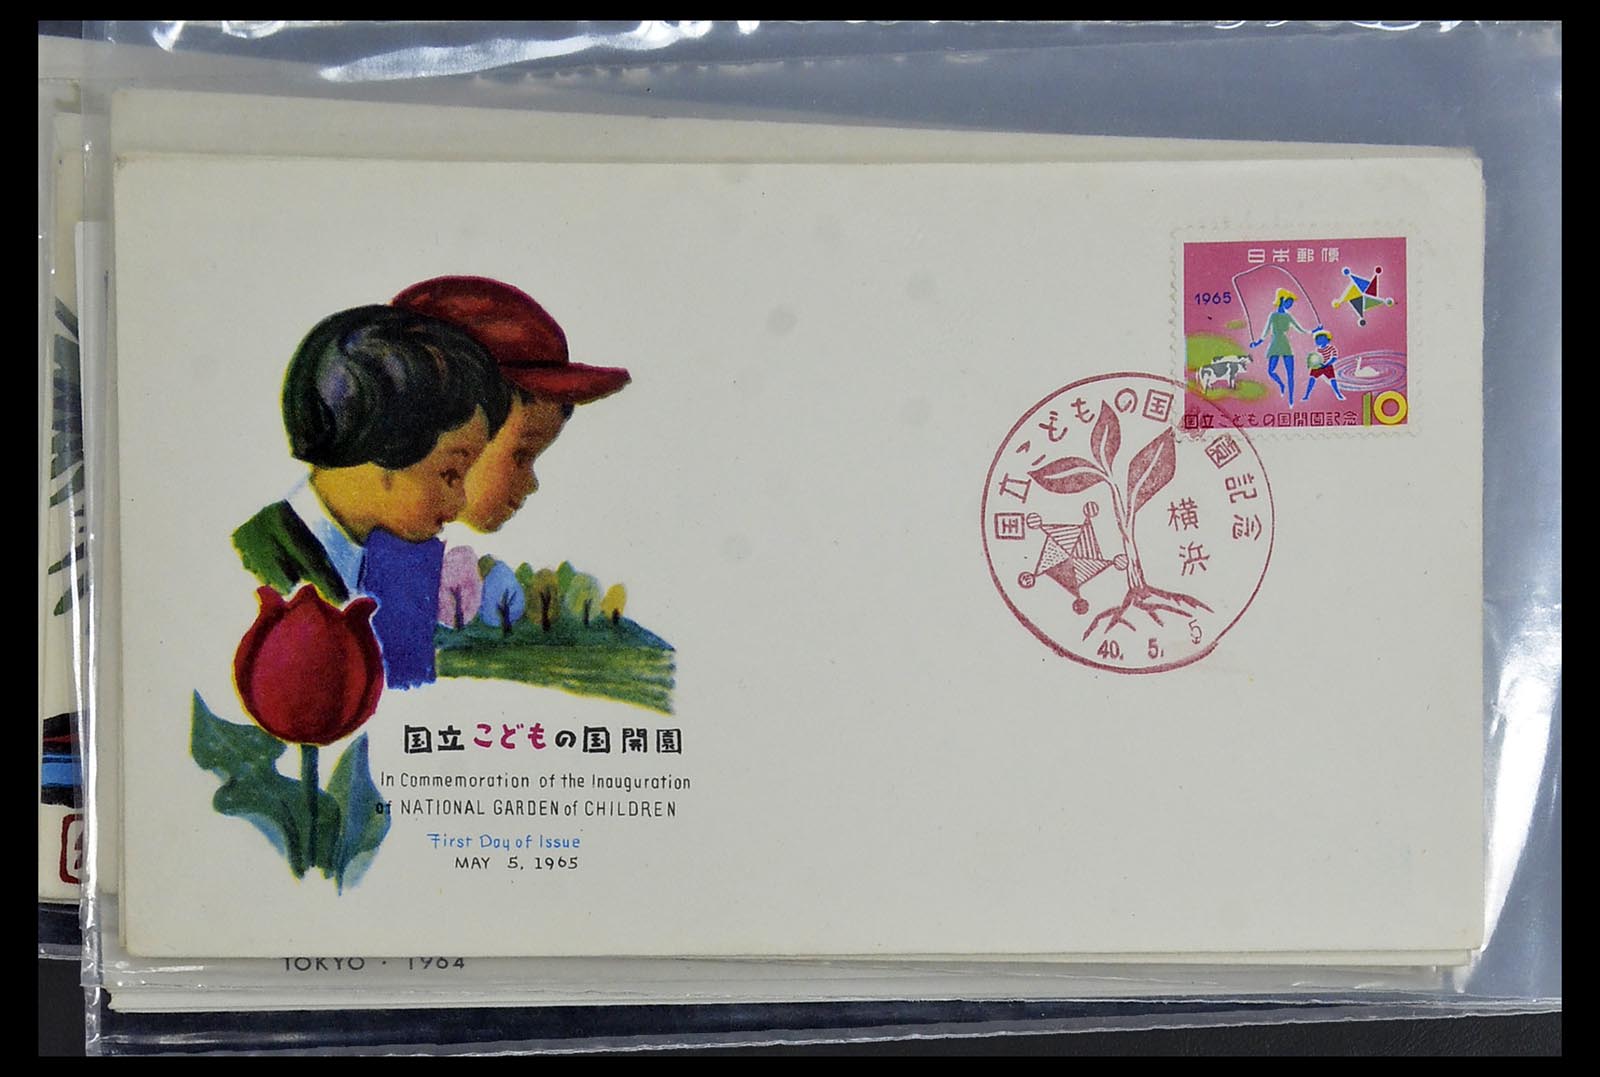 日本郵便
1965
国立こどもの国開園記念 10
国立こどもの国開園記念
横浜
40. 5. 5
国立こどもの国開園
In Commemoration of the Inauguration
of NATIONAL GARDEN of CHILDREN
First Day of Issue
MAY 5, 1965
TOKYO · 1964